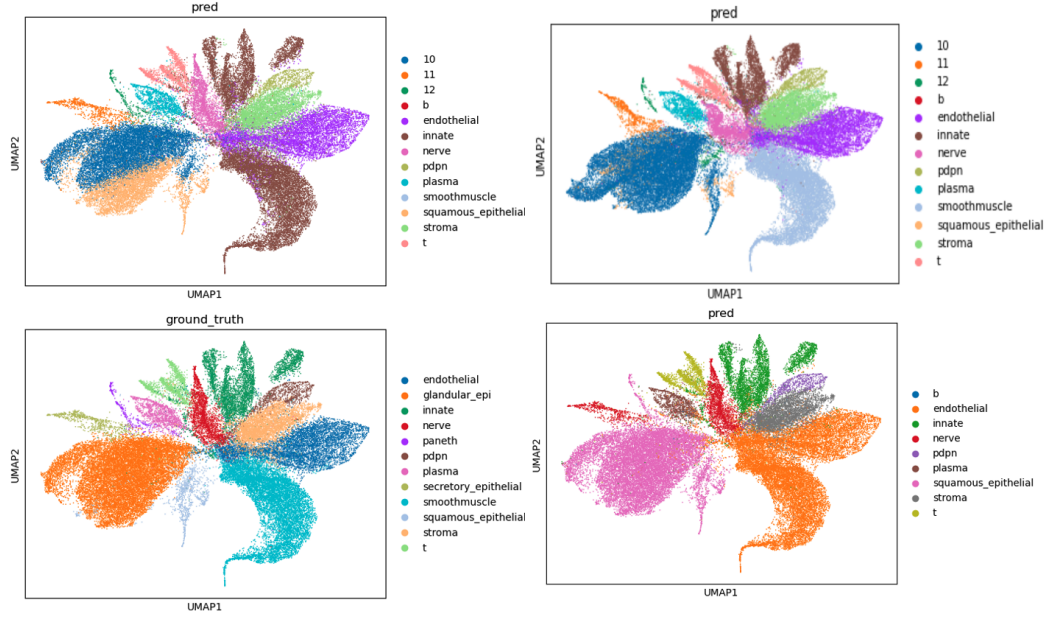 pred
UMAP2
UMAP1
10
11
12
b
endothelial
innate
nerve
pdpn
plasma
smoothmuscle
squamous_epithelial
stroma
t
pred
UMAP2
UMAP1
10
11
12
b
endothelial
innate
nerve
pdpn
plasma
smoothmuscle
squamous_epithelial
stroma
t
ground_truth
UMAP2
UMAP1
endothelial
glandular_epi
innate
nerve
paneth
pdpn
plasma
secretory_epithelial
smoothmuscle
squamous_epithelial
stroma
t
pred
UMAP2
UMAP1
b
endothelial
innate
nerve
pdpn
plasma
squamous_epithelial
stroma
t